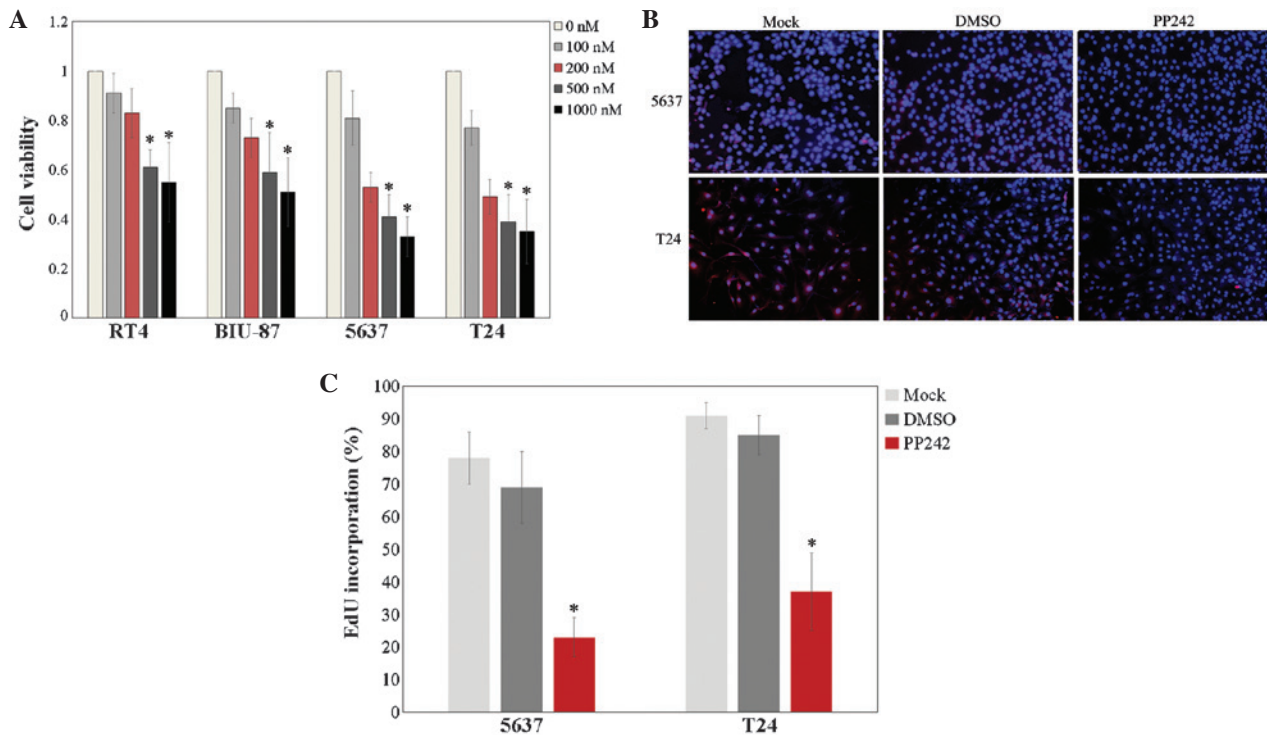 A
1.2
1
0.8
0.6
0.4
0.2
0
Cell viability
* *
* *
* *
* *
RT4 BIU-87 5637 T24
0 nM
100 nM
200 nM
500 nM
1000 nM
B
Mock DMSO PP242
5637
T24
C
100
90
80
70
60
50
40
30
20
10
0
EdU incorporation (%)
*
*
5637 T24
Mock
DMSO
PP242